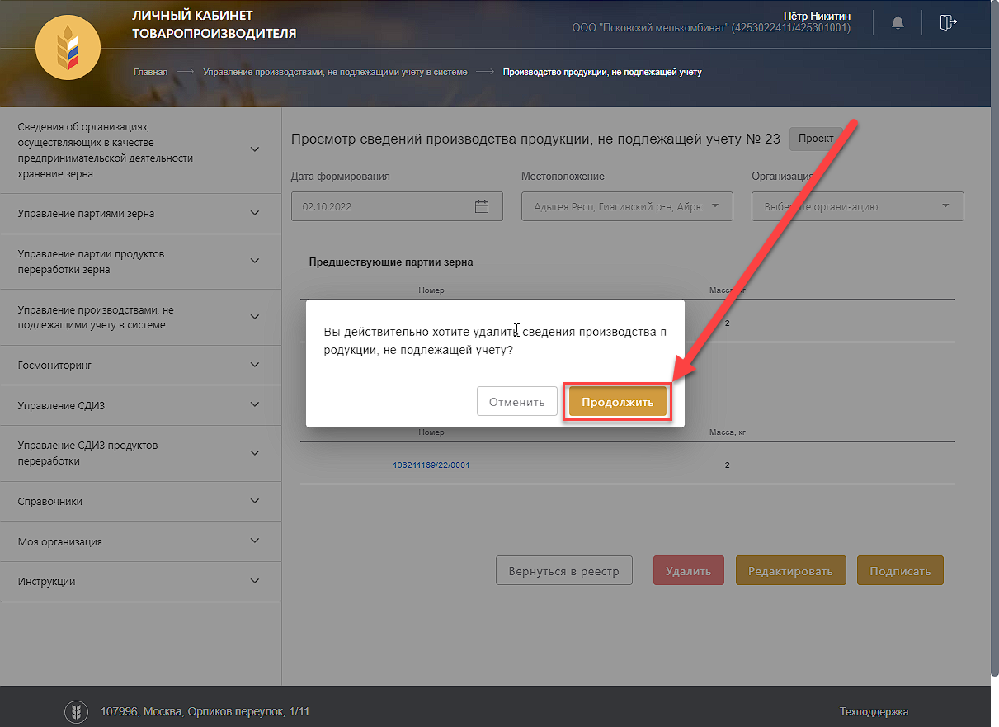 ЛИЧНЫЙ КАБИНЕТ
ТОВАРОПРОИЗВОДИТЕЛЯ
Пётр Никитин
ООО "Псковский мелькомбинат" (4253022411/425301001)
Главная
Управление производствами, не подлежащими учету в системе
Производство продукции, не подлежащей учету
Сведения об организациях,
осуществляющих в качестве
предпринимательской деятельности
хранение зерна
Управление партиями зерна
Управление партии продуктов
переработки зерна
Управление производствами, не
подлежащими учету в системе
Госмониторинг
Управление СДИЗ
Управление СДИЗ продуктов
переработки
Справочники
Моя организация
Инструкции
Просмотр сведений производства продукции, не подлежащей учету № 23
Проект
Дата формирования
Местоположение
Организация
02.10.2022
Адыгея Респ, Гиагинский р-н, Айрю
Выберите организацию
Предшествующие партии зерна
Номер
Масса, кг
2
Вы действительно хотите удалить сведения производства п
родукции, не подлежащей учету?
Отменить
Продолжить
Номер
Масса, кг
106211169/22/0001
2
Вернуться в реестр
Удалить
Редактировать
Подписать
107996, Москва, Орликов переулок, 1/11
Техподдержка